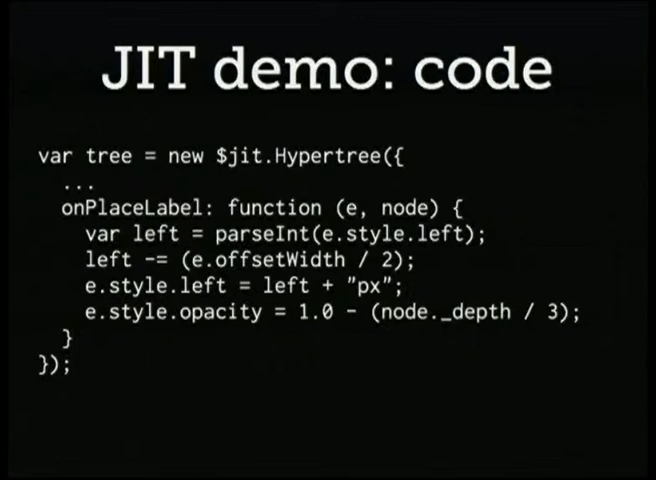 JIT demo: code
var tree = new $jit.Hypertree({
...
onPlaceLabel: function (e, node) {
var left = parseInt(e.style.left);
left -= (e.offsetWidth / 2);
e.style.left = left + "px";
e.style.opacity = 1.0 - (node._depth / 3);
}
});